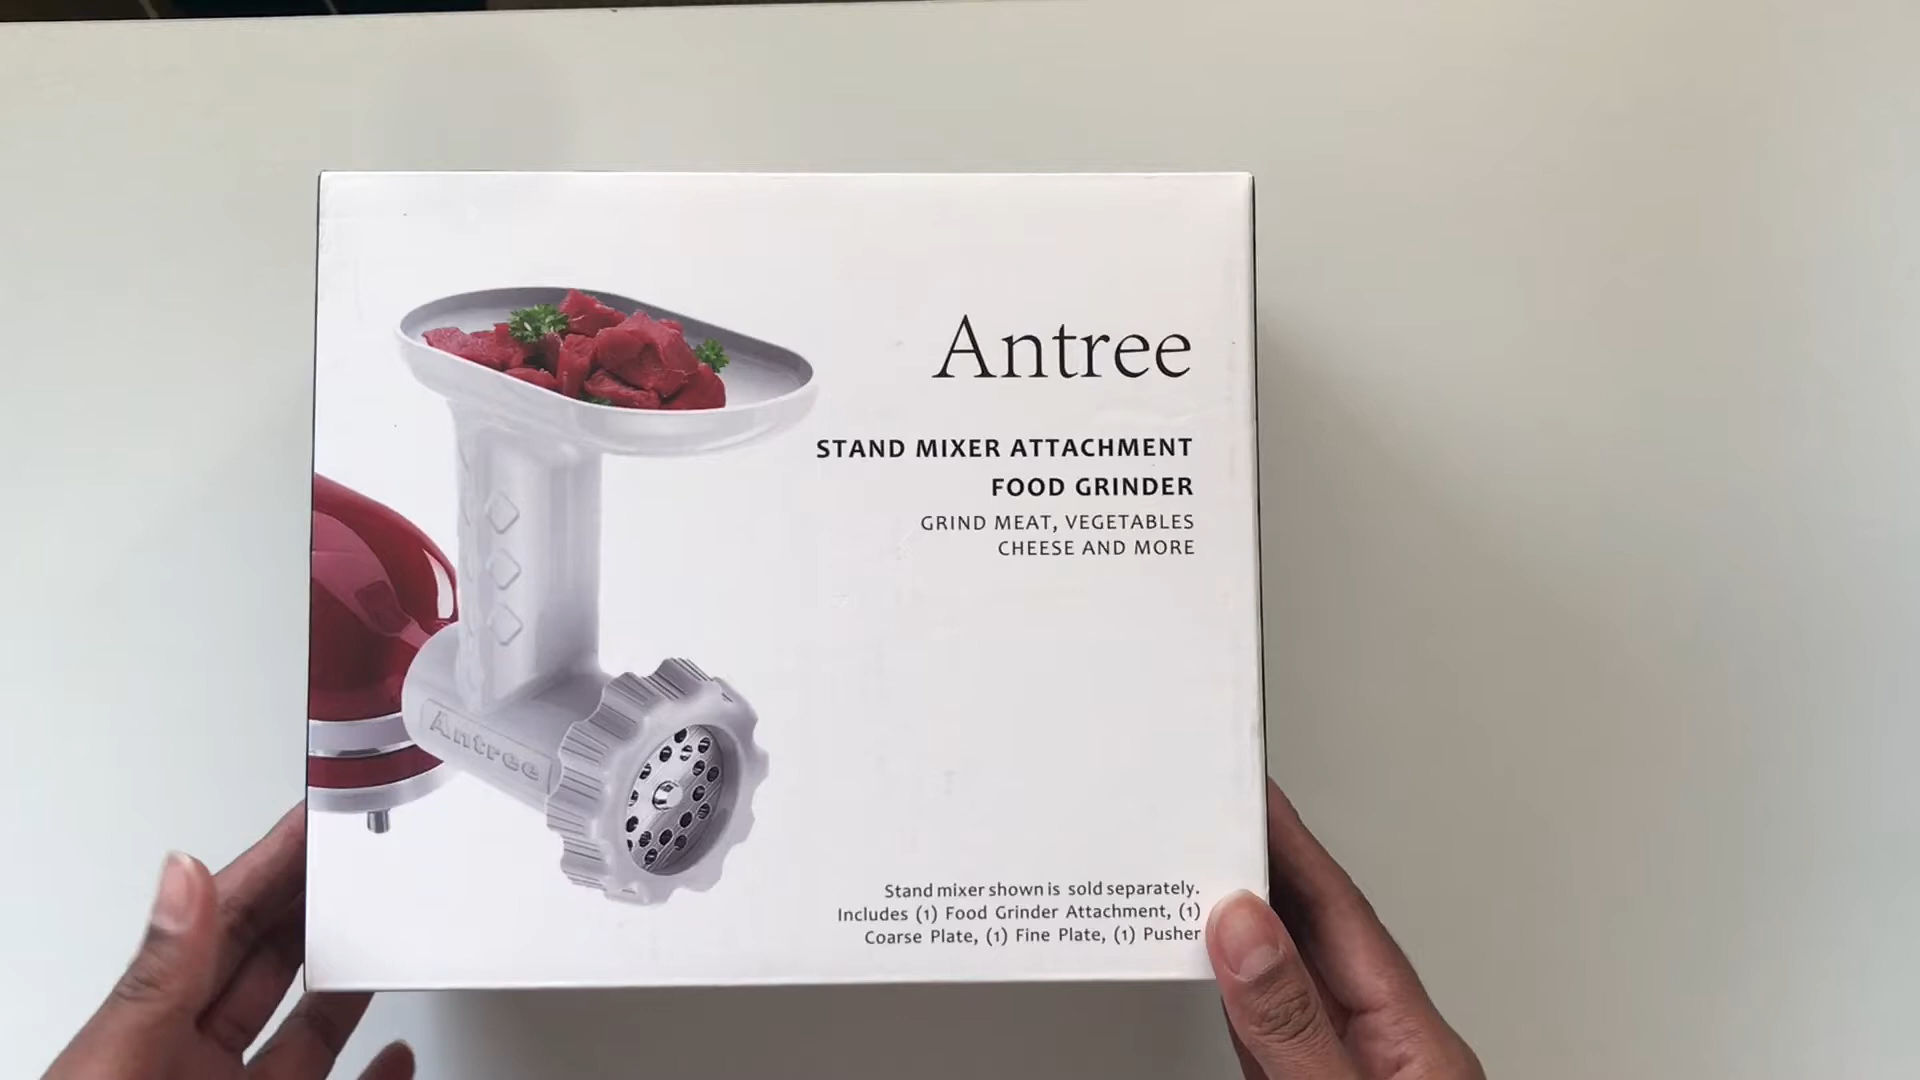 Antree
STAND MIXER ATTACHMENT
FOOD GRINDER
GRIND MEAT, VEGETABLES
CHEESE AND MORE
Antree
Stand mixer shown is sold separately.
Includes (1) Food Grinder Attachment, (1)
Coarse Plate, (1) Fine Plate, (1) Pusher